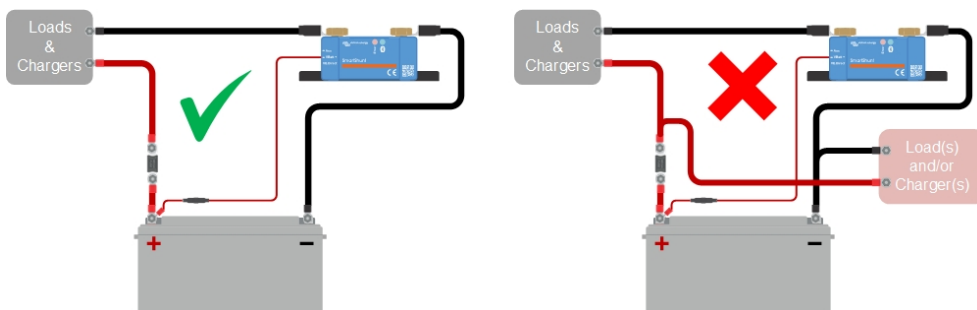 Loads
&
Chargers
SmartShunt
CE
+
−
Loads
&
Chargers
SmartShunt
CE
Load(s)
and/or
Charger(s)
+
−